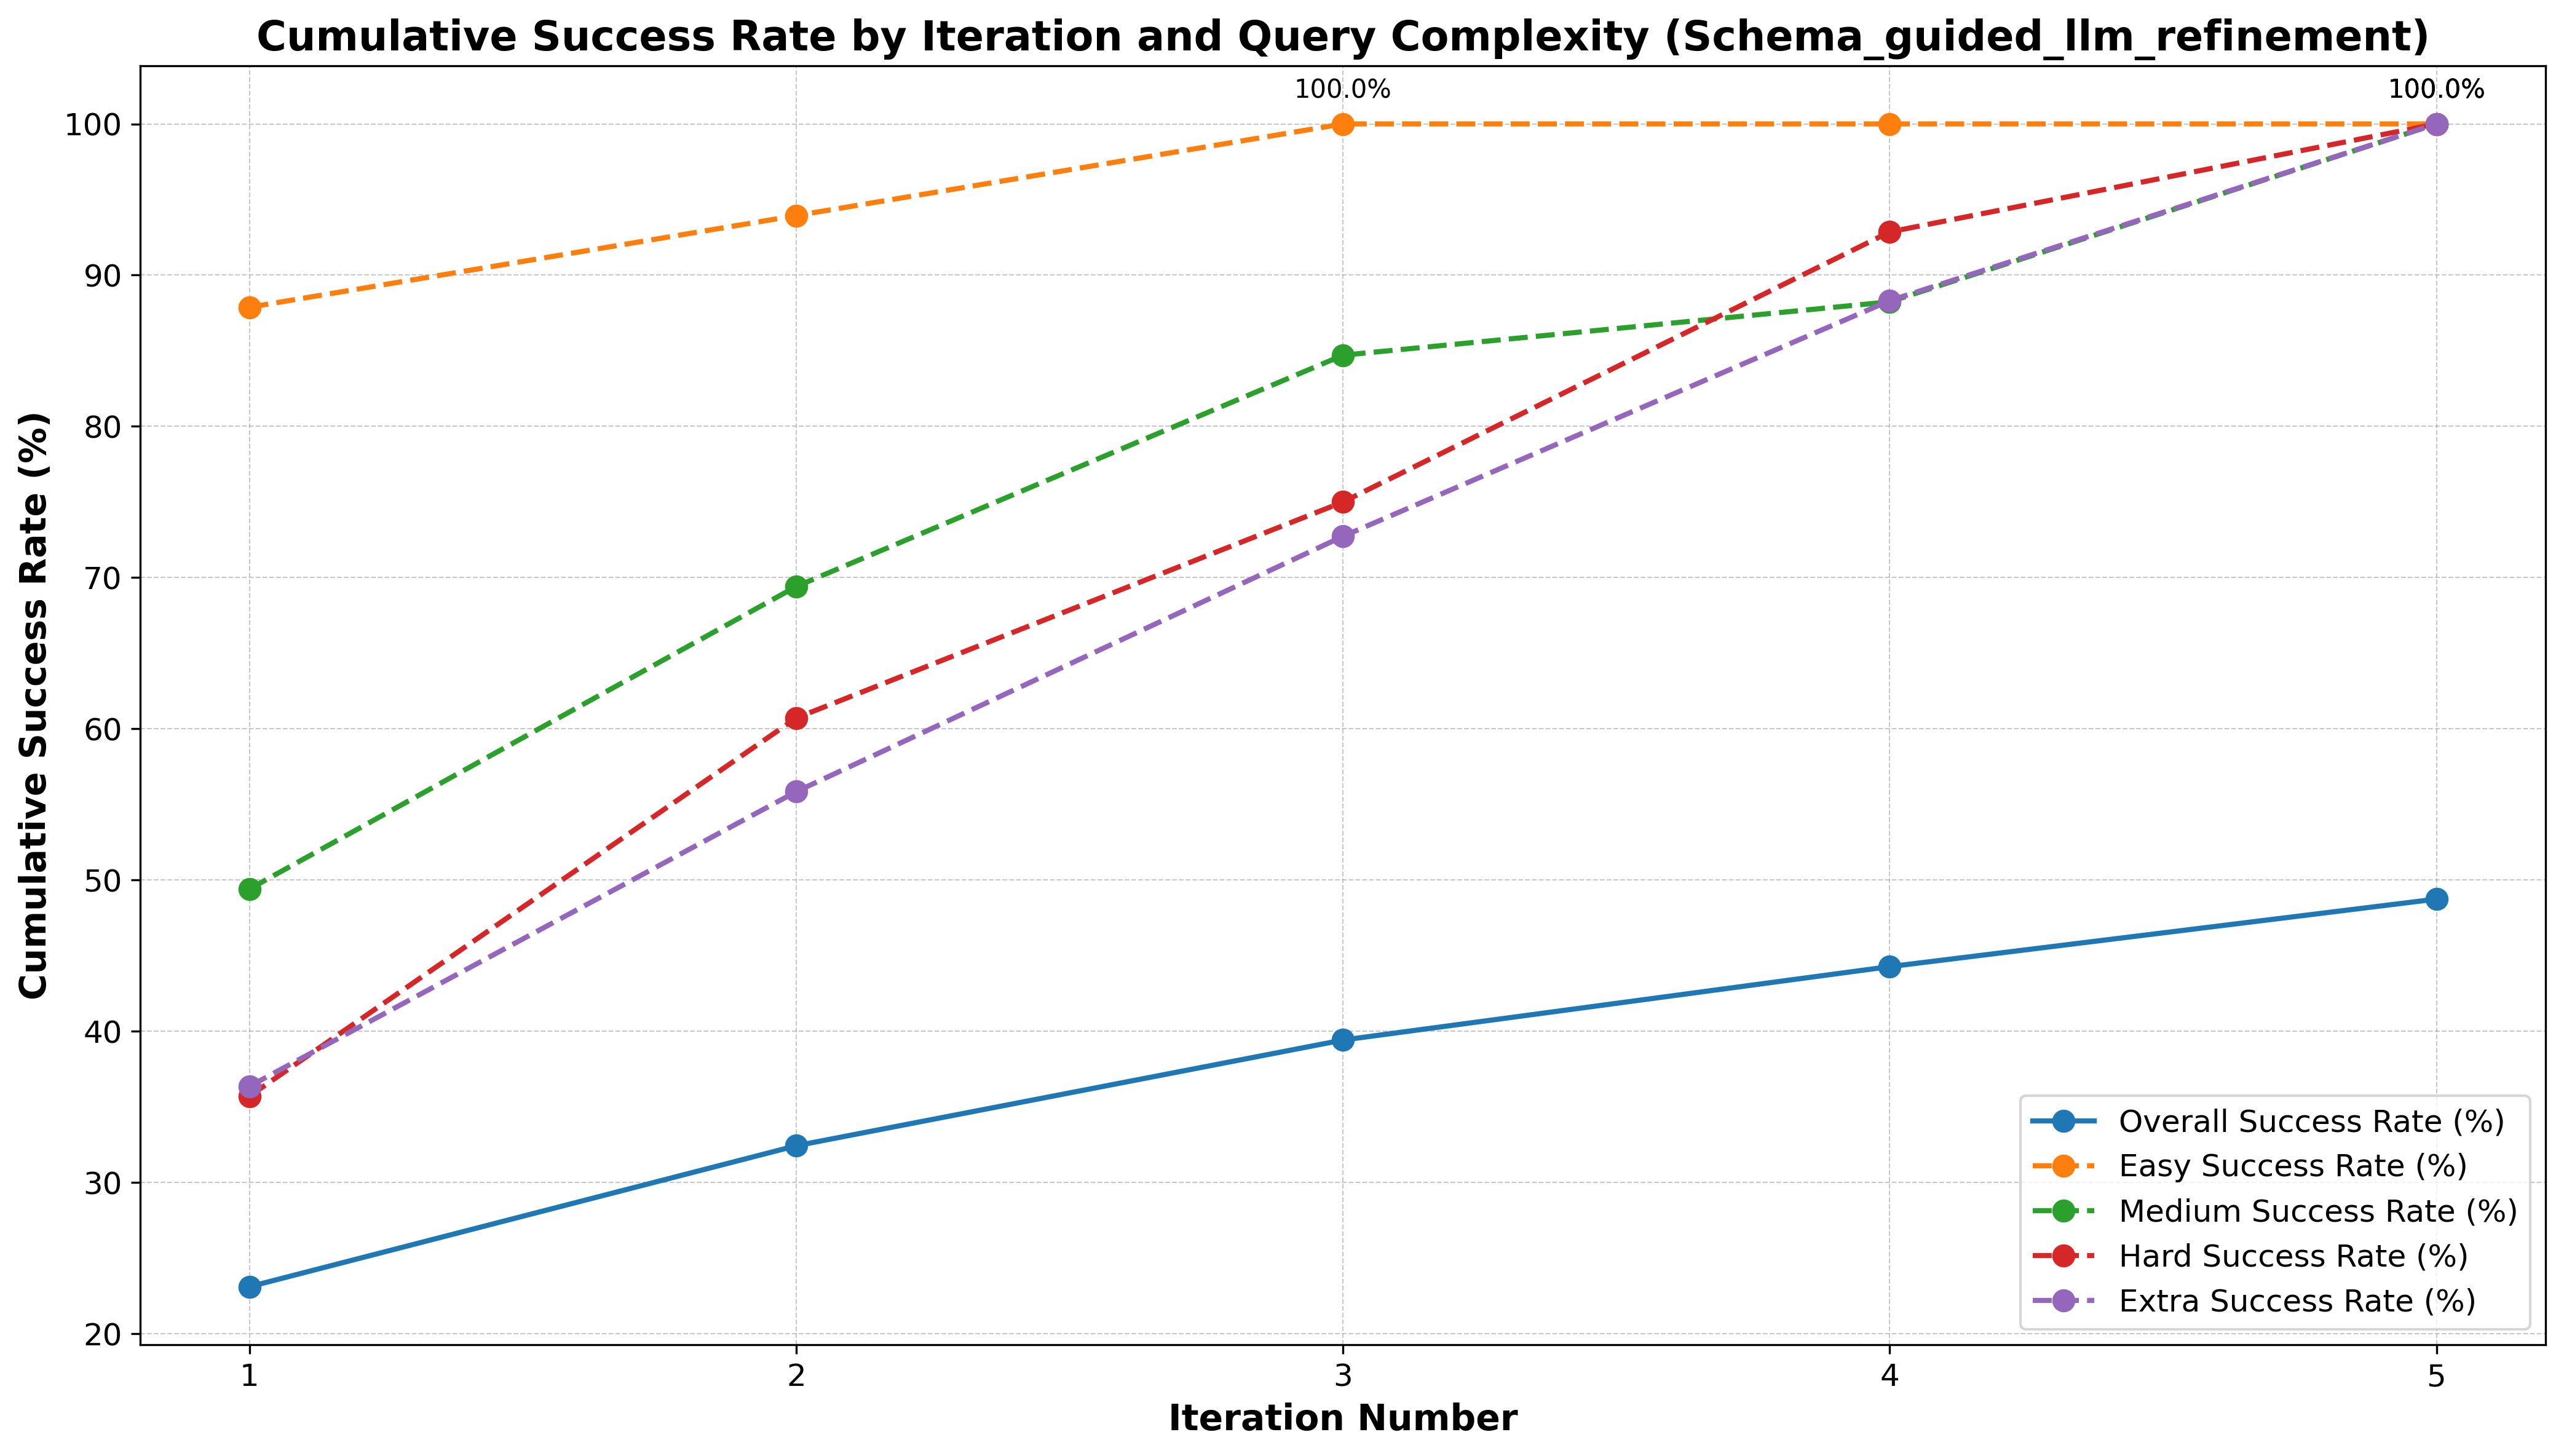 Cumulative Success Rate by Iteration and Query Complexity (Schema_guided_llm_refinement)
100.0%
100.0%
100
90
80
70
60
50
40
30
20
Cumulative Success Rate (%)
Overall Success Rate (%)
Easy Success Rate (%)
Medium Success Rate (%)
Hard Success Rate (%)
Extra Success Rate (%)
1
2
3
4
5
Iteration Number